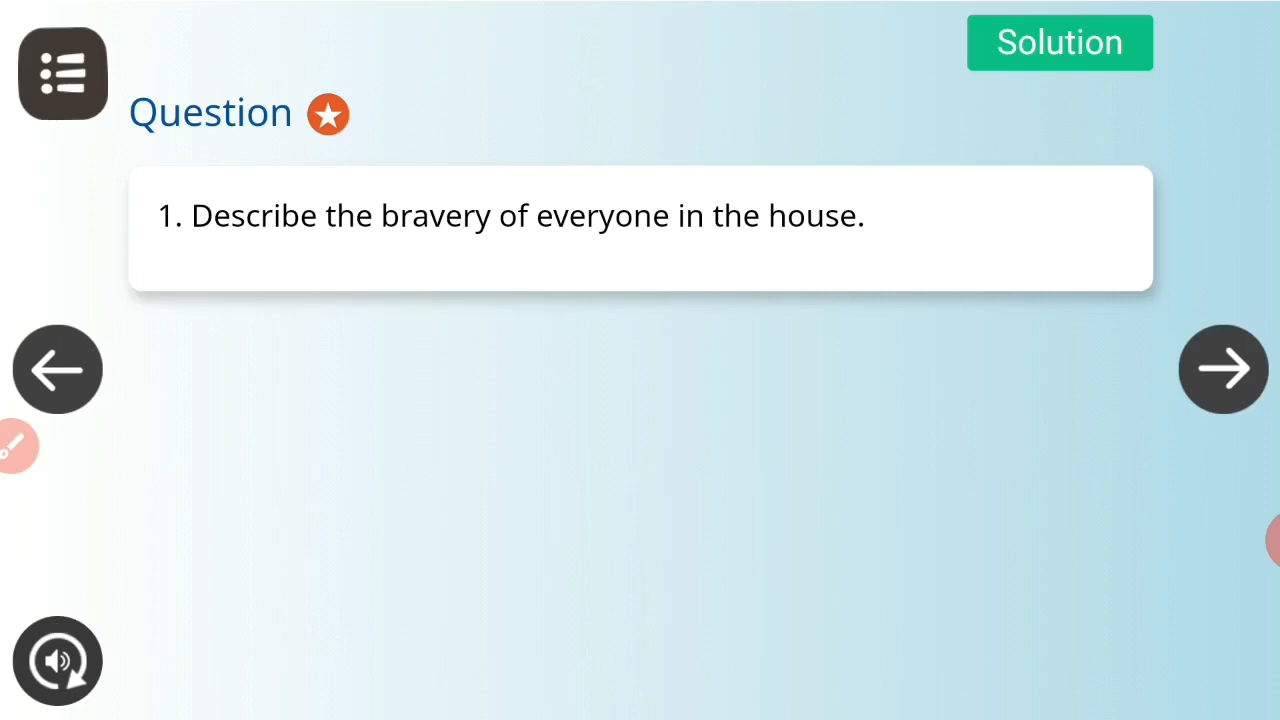 Solution
Question
1. Describe the bravery of everyone in the house.